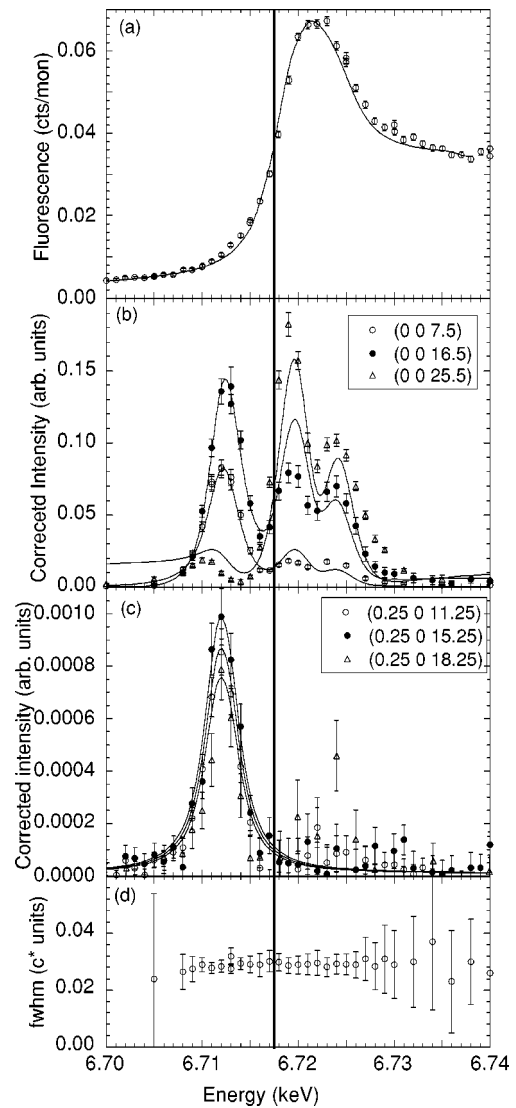 (a)
Fluorescence (cts/mon)
0.06
0.04
0.02
0.00
(b)
Correcetd Intensity (arb. units)
0.15
0.10
0.05
0.00
(0 0 7.5)
(0 0 16.5)
(0 0 25.5)
(c)
Corrected intensity (arb. units)
0.0010
0.0008
0.0006
0.0004
0.0002
0.0000
(0.25 0 11.25)
(0.25 0 15.25)
(0.25 0 18.25)
(d)
fwhm (c* units)
0.04
0.02
0.00
6.70 6.71 6.72 6.73 6.74
Energy (keV)